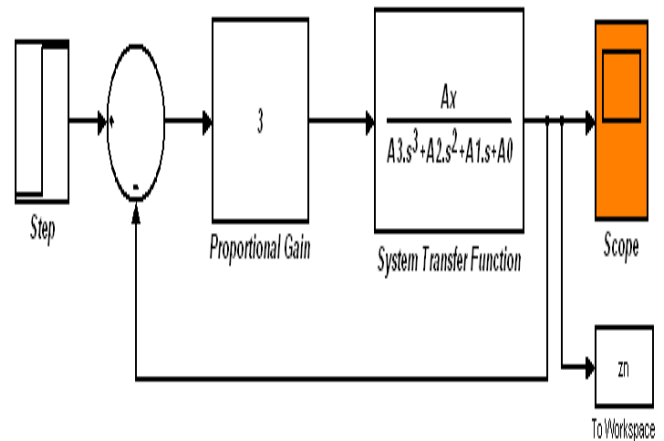 +
-
Step
3
Proportional Gain
Ax
A3.s^3+A2.s^2+A1.s+A0
System Transfer Function
Scope
zn
To Workspace